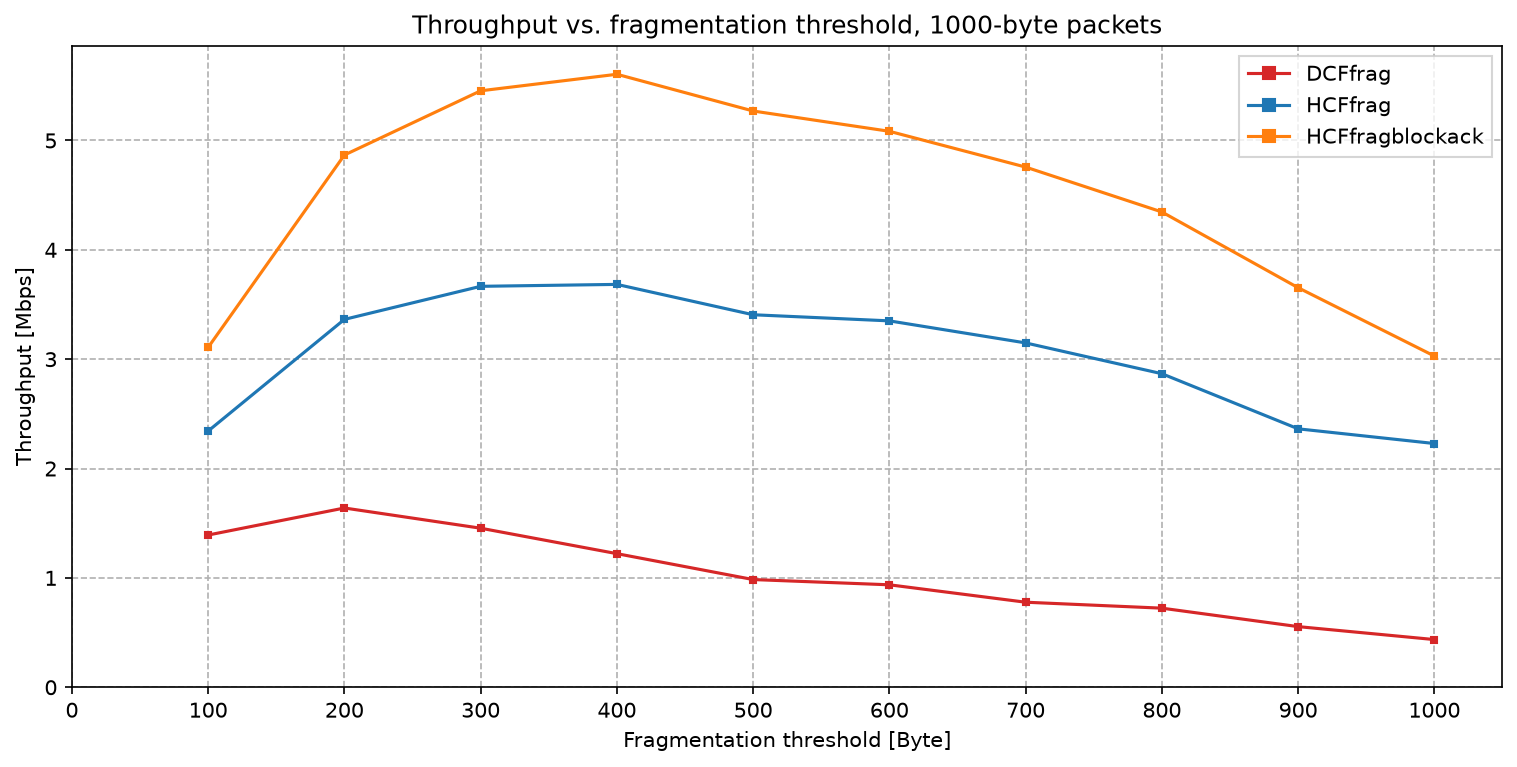 Throughput vs. fragmentation threshold, 1000-byte packets
DCFfrag
HCFfrag
HCFfragblockack
Throughput [Mbps]
5
4
3
2
1
0
0 100 200 300 400 500 600 700 800 900 1000
Fragmentation threshold [Byte]